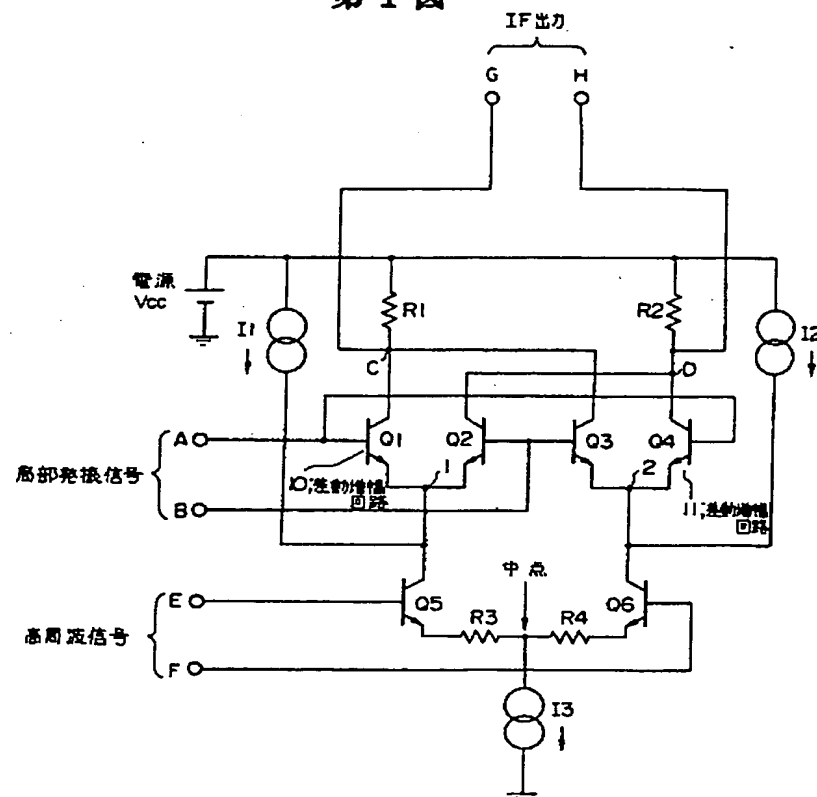 第1図
IF出力
G
H
電源
Vcc
R1
R2
I1
I2
C
D
A
Q1
Q2
Q3
Q4
局部発振信号
1
2
10;差動増幅
回路
11;差動増幅
回路
B
中点
E
Q5
Q6
R3
R4
高周波信号
F
I3